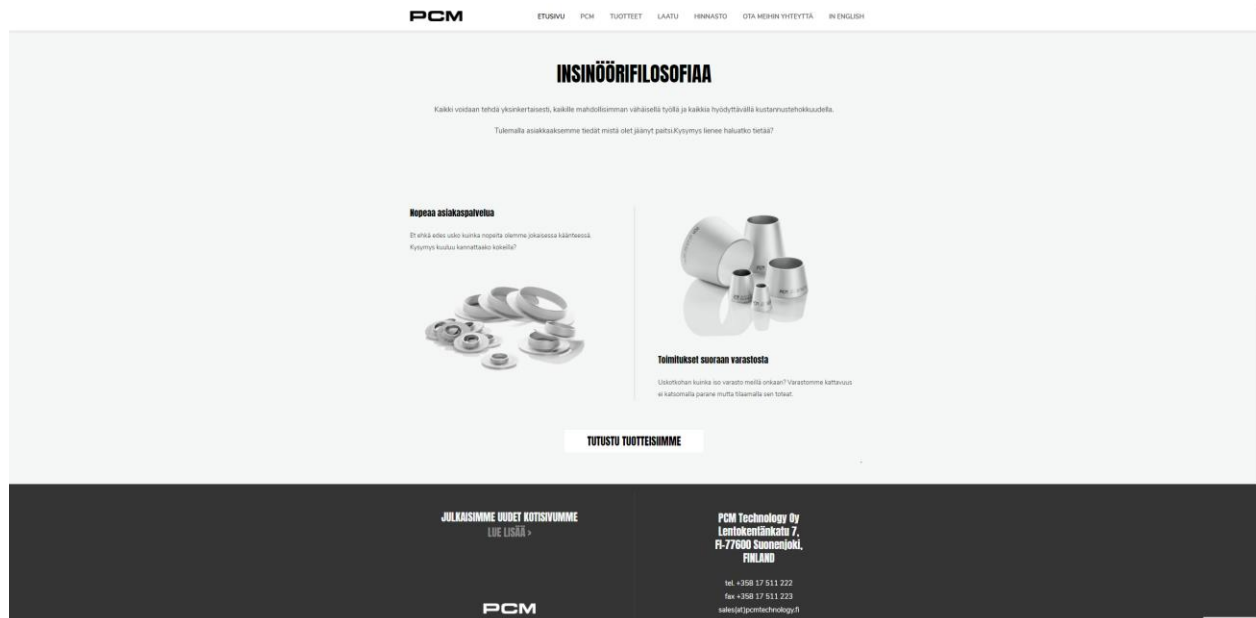 PCM
ETUSIVU PCM TUOTTEET LAATU HINNASTO OTA MEIHIN YHTEYTTÄ IN ENGLISH
INSINÖÖRIFILOSOFIAA
Kaikki voidaan tehdä yksinkertaisesti, kaikille mahdollisimman vähäisellä työllä ja kaikkia hyödyttävällä kustannustehokkuudella.
Tulemalla asiakkaaksemme tiedät mistä olet jäänyt paitsi.Kysymys lienee haluatko tietää?
Nopeaa asiakaspalvelua
Et ehkä edes usko kuinka nopeita olemme jokaisessa käänteessä.
Kysymys kuuluu kannattaako kokeilla?
Toimitukset suoraan varastosta
Uskotkohan kuinka iso varasto meillä onkaan? Varastomme kattavuus
ei katsomalla parane mutta tilaamalla sen toteat.
TUTUSTU TUOTTEISIIMME
JULKAISIMME UUDET KOTISIVUMME
LUE LISÄÄ >
PCM
PCM Technology Oy
Lentokentänkatu 7,
FI-77600 Suonenjoki,
FINLAND
tel. +358 17 511 222
fax +358 17 511 223
sales(at)pcmtechnology.fi